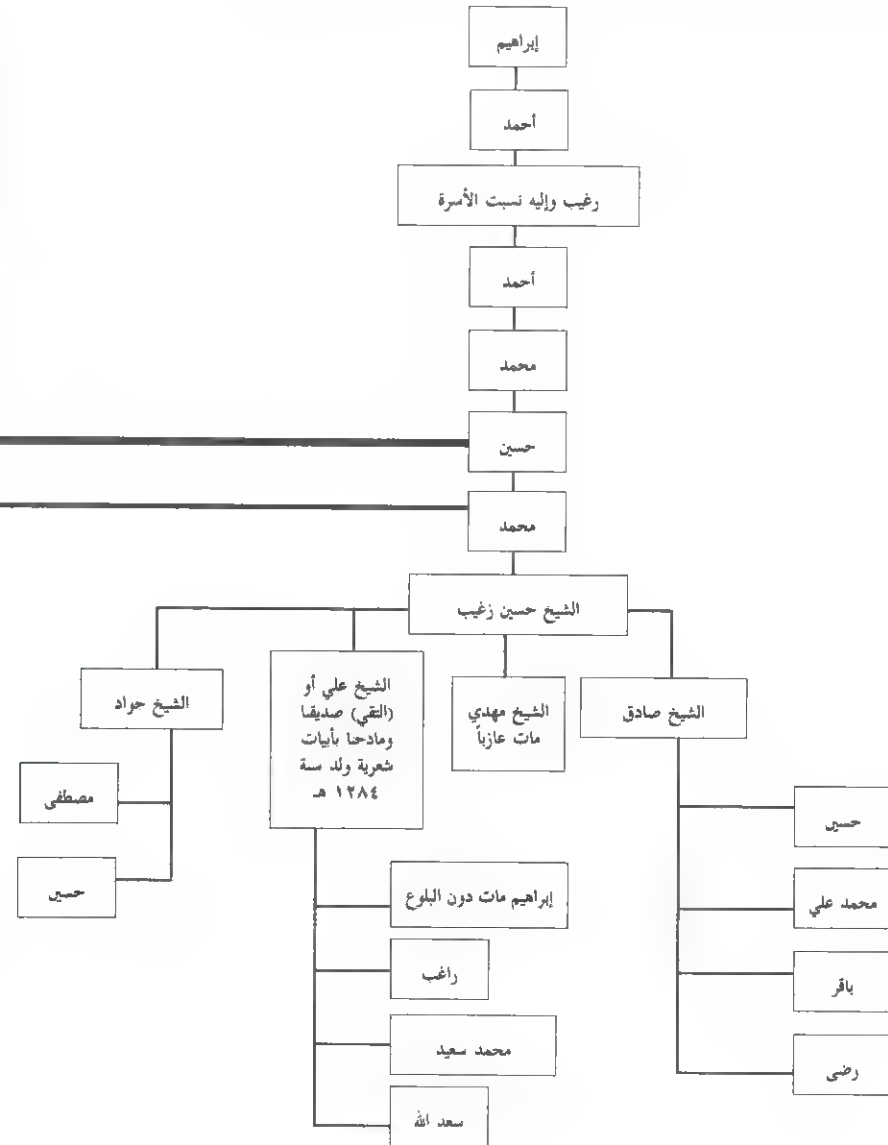 إبراهيم
أحمد
رغيب وإليه نسبت الأسرة
أحمد
محمد
حسين
محمد
الشيخ حسين زغيب
الشيخ صادق
الشيخ مهدي
مات عازباً
الشيخ علي أو
(التقي) صديقنا
ومادحنا بأبيات
شعرية ولد سنة
١٢٨٤ هـ
الشيخ جواد
حسين
محمد علي
باقر
رضى
إبراهيم مات دون البلوغ
راغب
محمد سعيد
سعد الله
مصطفى
حسين